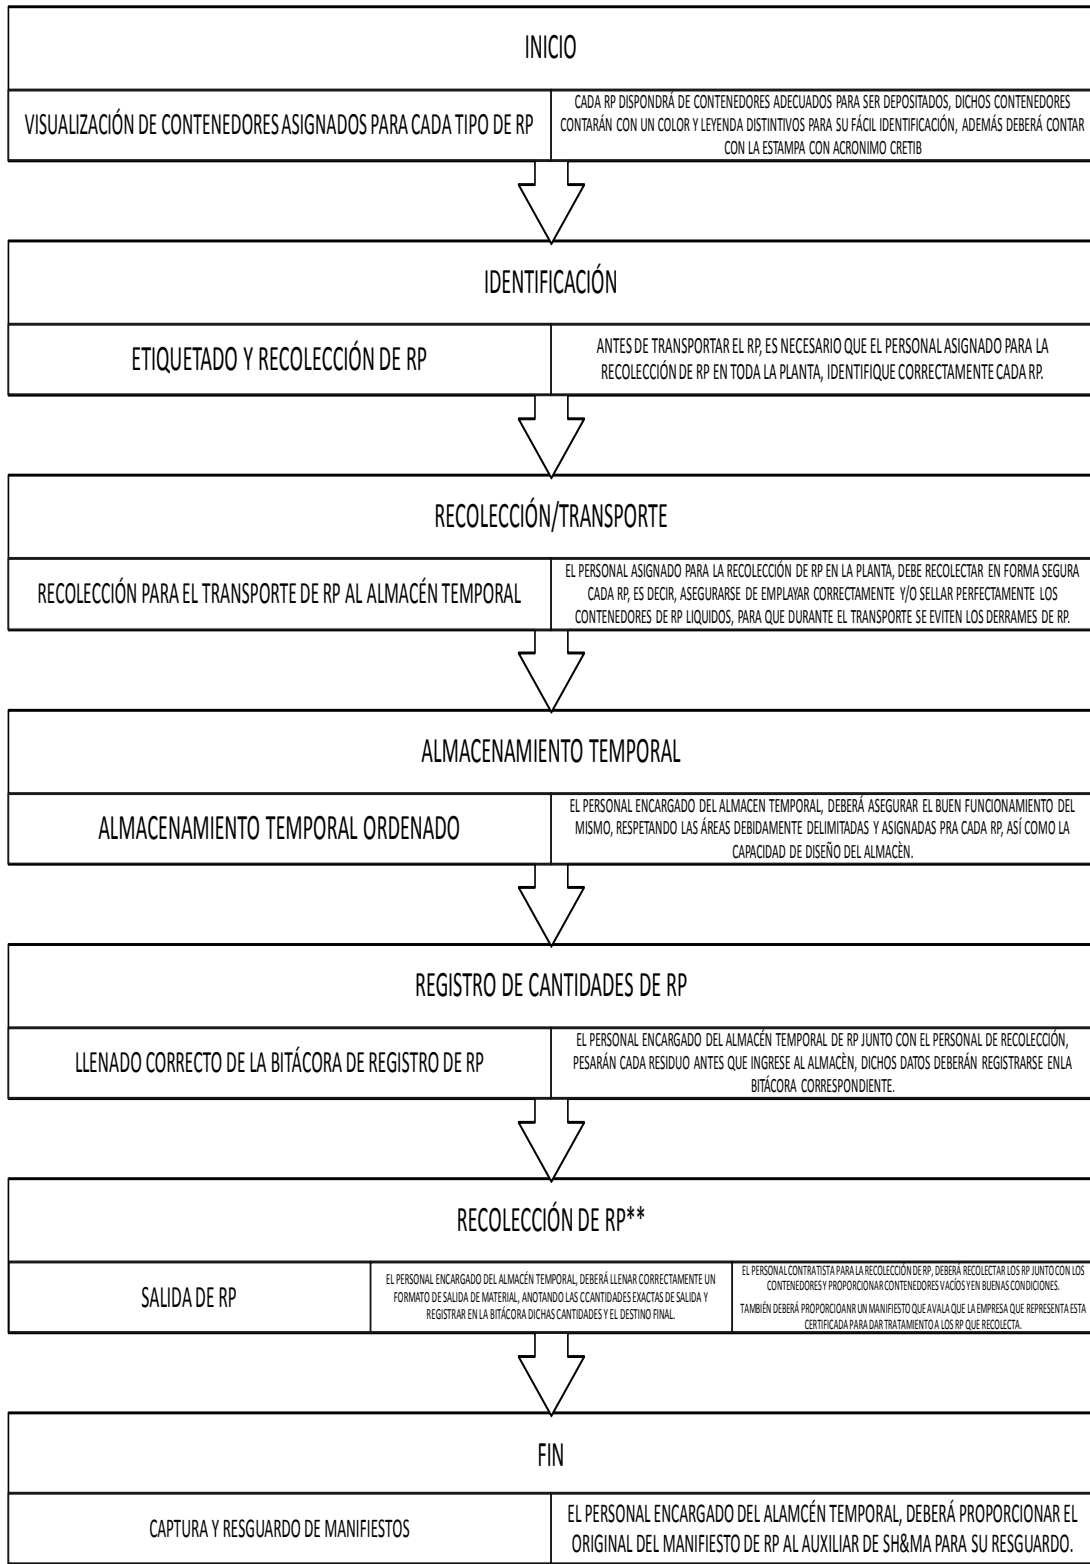 INICIO
VISUALIZACIÓN DE CONTENEDORES ASIGNADOS PARA CADA TIPO DE RP
CADA RP DISPONDRÁ DE CONTENEDORES ADECUADOS PARA SER DEPOSITADOS, DICHOS CONTENEDORES
CONTARÁN CON UN COLOR Y LEYENDA DISTINTIVOS PARA SU FÁCIL IDENTIFICACIÓN, ADEMÁS DEBERÁ CONTAR
CON LA ESTAMPA CON ACRONIMO CRETIB
IDENTIFICACIÓN
ETIQUETADO Y RECOLECCIÓN DE RP
ANTES DE TRANSPORTAR EL RP, ES NECESARIO QUE EL PERSONAL ASIGNADO PARA LA
RECOLECCIÓN DE RP EN TODA LA PLANTA, IDENTIFIQUE CORRECTAMENTE CADA RP.
RECOLECCIÓN/TRANSPORTE
RECOLECCIÓN PARA EL TRANSPORTE DE RP AL ALMACÉN TEMPORAL
EL PERSONAL ASIGNADO PARA LA RECOLECCIÓN DE RP EN LA PLANTA, DEBE RECOLECTAR EN FORMA SEGURA
CADA RP, ES DECIR, ASEGURARSE DE EMPLAYAR CORRECTAMENTE Y/O SELLAR PERFECTAMENTE LOS
CONTENEDORES DE RP LIQUIDOS, PARA QUE DURANTE EL TRANSPORTE SE EVITEN LOS DERRAMES DE RP.
ALMACENAMIENTO TEMPORAL
ALMACENAMIENTO TEMPORAL ORDENADO
EL PERSONAL ENCARGADO DEL ALMACEN TEMPORAL, DEBERÁ ASEGURAR EL BUEN FUNCIONAMIENTO DEL
MISMO, RESPETANDO LAS ÁREAS DEBIDAMENTE DELIMITADAS Y ASIGNADAS PRA CADA RP, ASÍ COMO LA
CAPACIDAD DE DISEÑO DEL ALMACÈN.
REGISTRO DE CANTIDADES DE RP
LLENADO CORRECTO DE LA BITÁCORA DE REGISTRO DE RP
EL PERSONAL ENCARGADO DEL ALMACÉN TEMPORAL DE RP JUNTO CON EL PERSONAL DE RECOLECCIÓN,
PESARÁN CADA RESIDUO ANTES QUE INGRESE AL ALMACÈN, DICHOS DATOS DEBERÁN REGISTRARSE ENLA
BITÁCORA CORRESPONDIENTE.
RECOLECCIÓN DE RP**
SALIDA DE RP
EL PERSONAL ENCARGADO DEL ALMACÉN TEMPORAL, DEBERÁ LLENAR CORRECTAMENTE UN
FORMATO DE SALIDA DE MATERIAL, ANOTANDO LAS CCANTIDADES EXACTAS DE SALIDA Y
REGISTRAR EN LA BITÁCORA DICHAS CANTIDADES Y EL DESTINO FINAL.
EL PERSONAL CONTRATISTA PARA LA RECOLECCIÓN DE RP, DEBERÁ RECOLECTAR LOS RP JUNTO CON LOS
CONTENEDORES Y PROPORCIONAR CONTENEDORES VACÍOS Y EN BUENAS CONDICIONES.
TAMBIÉN DEBERÁ PROPORCIOANR UN MANIFIESTO QUE AVALA QUE LA EMPRESA QUE REPRESENTA ESTA
CERTIFICADA PARA DAR TRATAMIENTO A LOS RP QUE RECOLECTA.
FIN
CAPTURA Y RESGUARDO DE MANIFIESTOS
EL PERSONAL ENCARGADO DEL ALAMCÉN TEMPORAL, DEBERÁ PROPORCIONAR EL
ORIGINAL DEL MANIFIESTO DE RP AL AUXILIAR DE SH&MA PARA SU RESGUARDO.